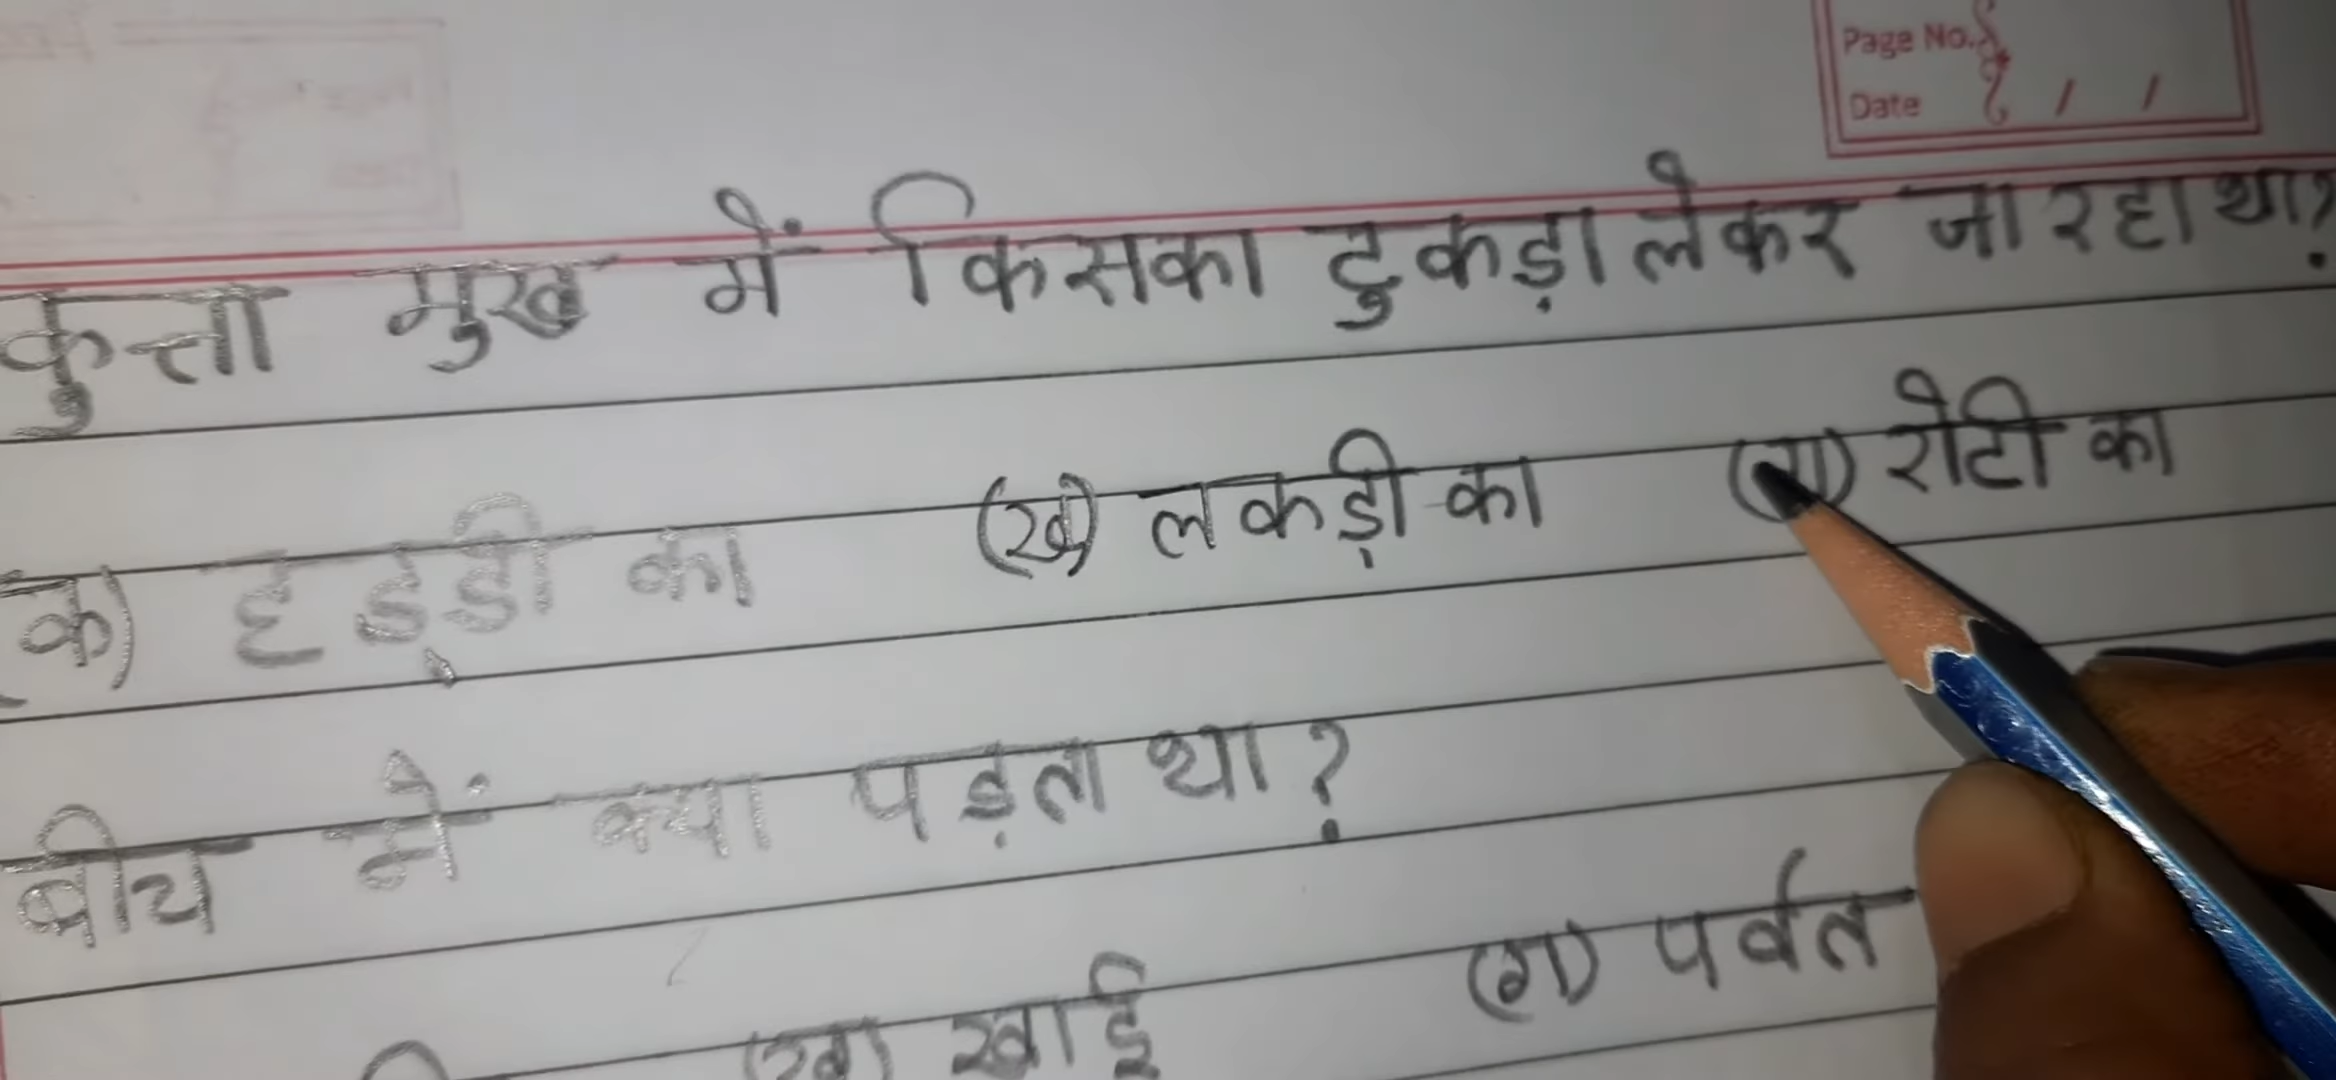 Page No.
Date / /
कुत्ता मुख में किसका टुकड़ा लेकर जा रहा था?
(क) हड्डी का (ख) लकड़ी का (ग) रोटी का
बीच में क्या पड़ता था?
(ख) खाई (ग) पर्वत